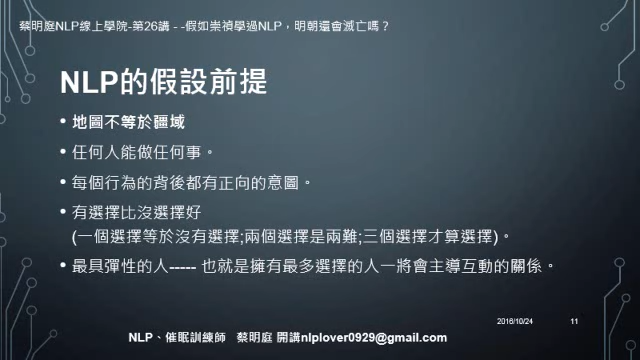 蔡明庭NLP線上學院-第26講 - -假如崇禎學過NLP，明朝還會滅亡嗎？
NLP的假設前提
• 地圖不等於疆域
• 任何人能做任何事。
• 每個行為的背後都有正向的意圖。
• 有選擇比沒選擇好
(一個選擇等於沒有選擇;兩個選擇是兩難;三個選擇才算選擇)。
• 最具彈性的人----- 也就是擁有最多選擇的人一將會主導互動的關係。
2016/10/24 11
NLP、催眠訓練師 蔡明庭 開講nlplover0929@gmail.com